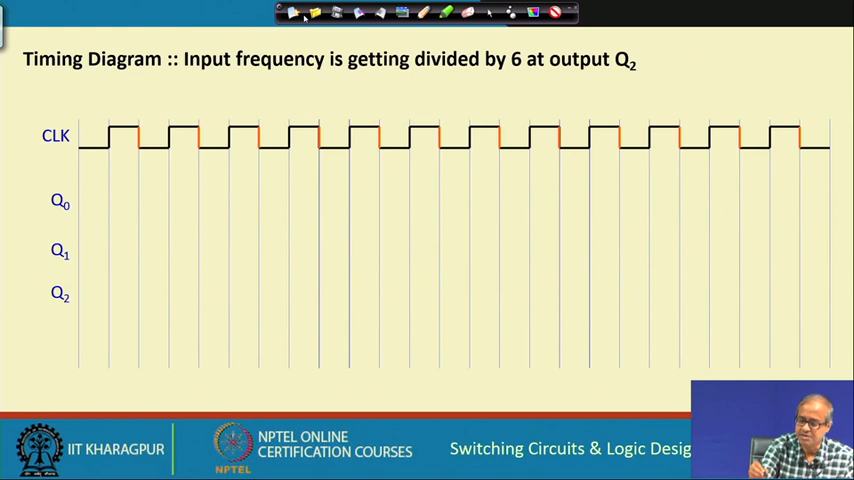 Timing Diagram :: Input frequency is getting divided by 6 at output Q₂
CLK
Q₀
Q₁
Q₂
IIT KHARAGPUR
NPTEL
NPTEL ONLINE
CERTIFICATION COURSES
Switching Circuits & Logic Desig